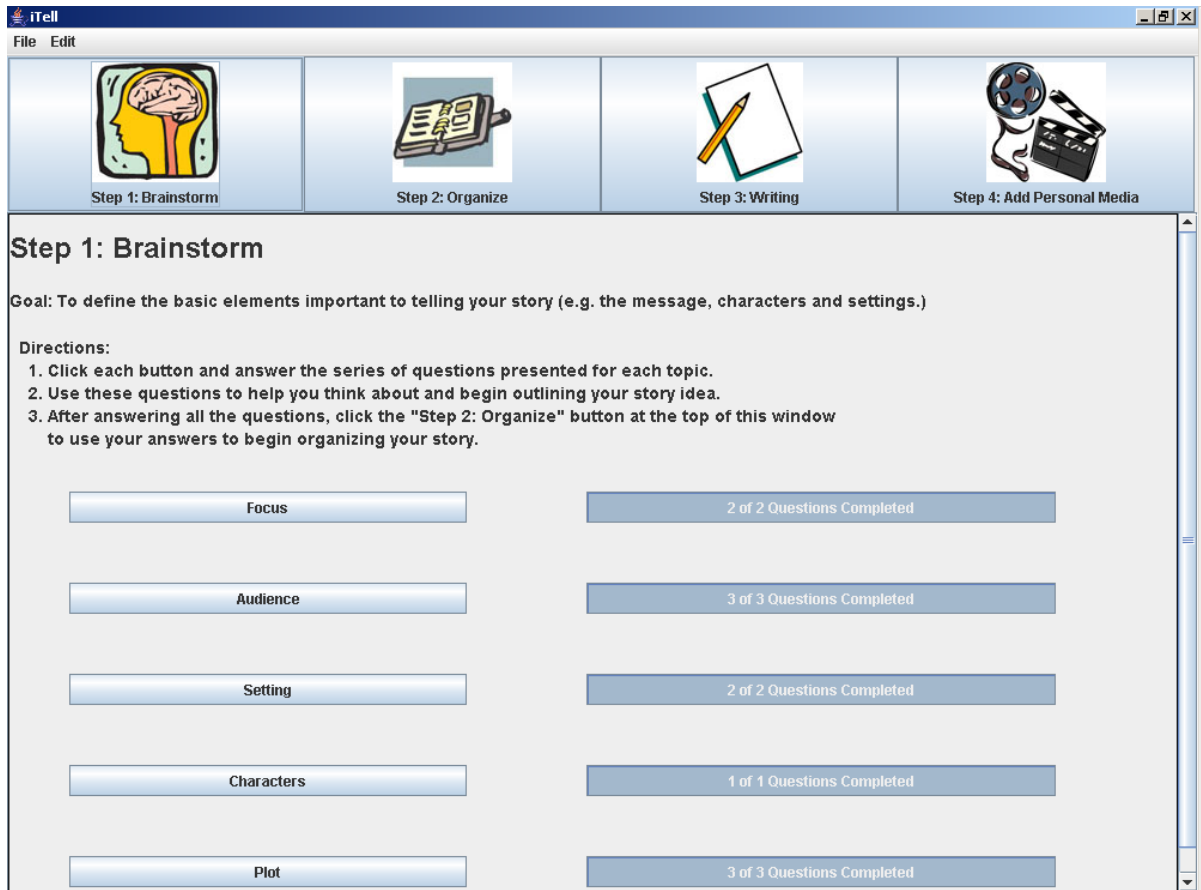 iTell
File Edit
Step 1: Brainstorm
Step 2: Organize
Step 3: Writing
Step 4: Add Personal Media
Step 1: Brainstorm
Goal: To define the basic elements important to telling your story (e.g. the message, characters and settings.)
Directions:
1. Click each button and answer the series of questions presented for each topic.
2. Use these questions to help you think about and begin outlining your story idea.
3. After answering all the questions, click the "Step 2: Organize" button at the top of this window
to use your answers to begin organizing your story.
Focus
2 of 2 Questions Completed
Audience
3 of 3 Questions Completed
Setting
2 of 2 Questions Completed
Characters
1 of 1 Questions Completed
Plot
3 of 3 Questions Completed